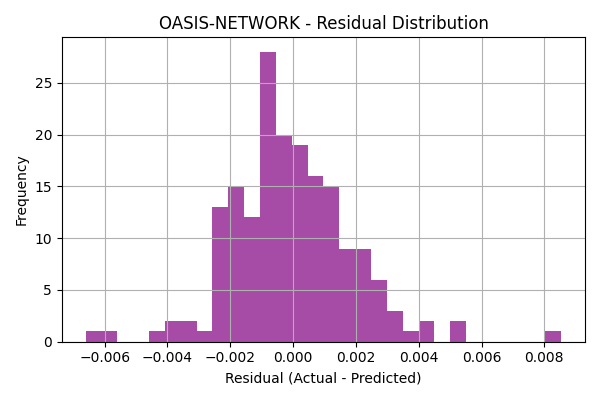 OASIS-NETWORK - Residual Distribution
Frequency
25
20
15
10
5
0
−0.006 −0.004 −0.002 0.000 0.002 0.004 0.006 0.008
Residual (Actual - Predicted)